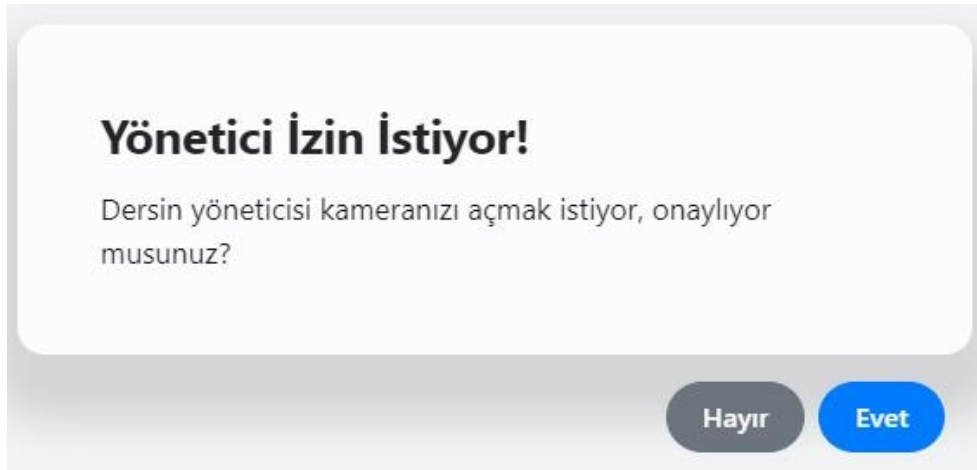 Yönetici İzin İstiyor!
Dersin yöneticisi kameranızı açmak istiyor, onaylıyor
musunuz?
Hayır Evet